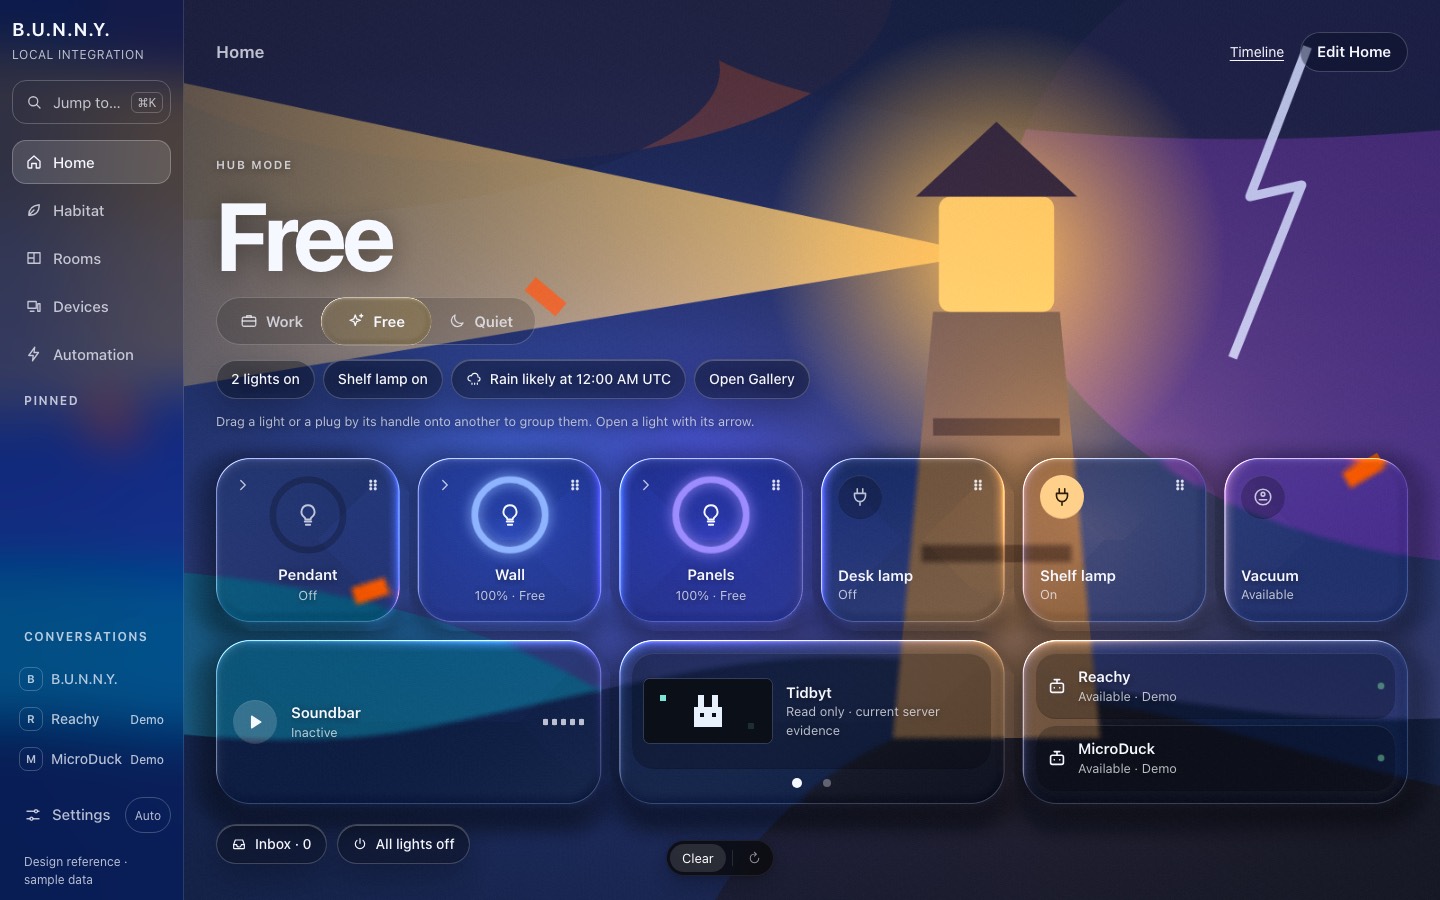 B.U.N.N.Y.
LOCAL INTEGRATION
Jump to... ⌘K
Home
Habitat
Rooms
Devices
Automation
PINNED
CONVERSATIONS
B B.U.N.N.Y.
R Reachy Demo
M MicroDuck Demo
Settings Auto
Design reference ·
sample data
Home
Timeline
Edit Home
HUB MODE
Free
Work Free Quiet
2 lights on
Shelf lamp on
Rain likely at 12:00 AM UTC
Open Gallery
Drag a light or a plug by its handle onto another to group them. Open a light with its arrow.
Pendant
Off
Wall
100% · Free
Panels
100% · Free
Desk lamp
Off
Shelf lamp
On
Vacuum
Available
Soundbar
Inactive
Tidbyt
Read only · current server
evidence
Reachy
Available · Demo
MicroDuck
Available · Demo
Inbox · 0
All lights off
Clear